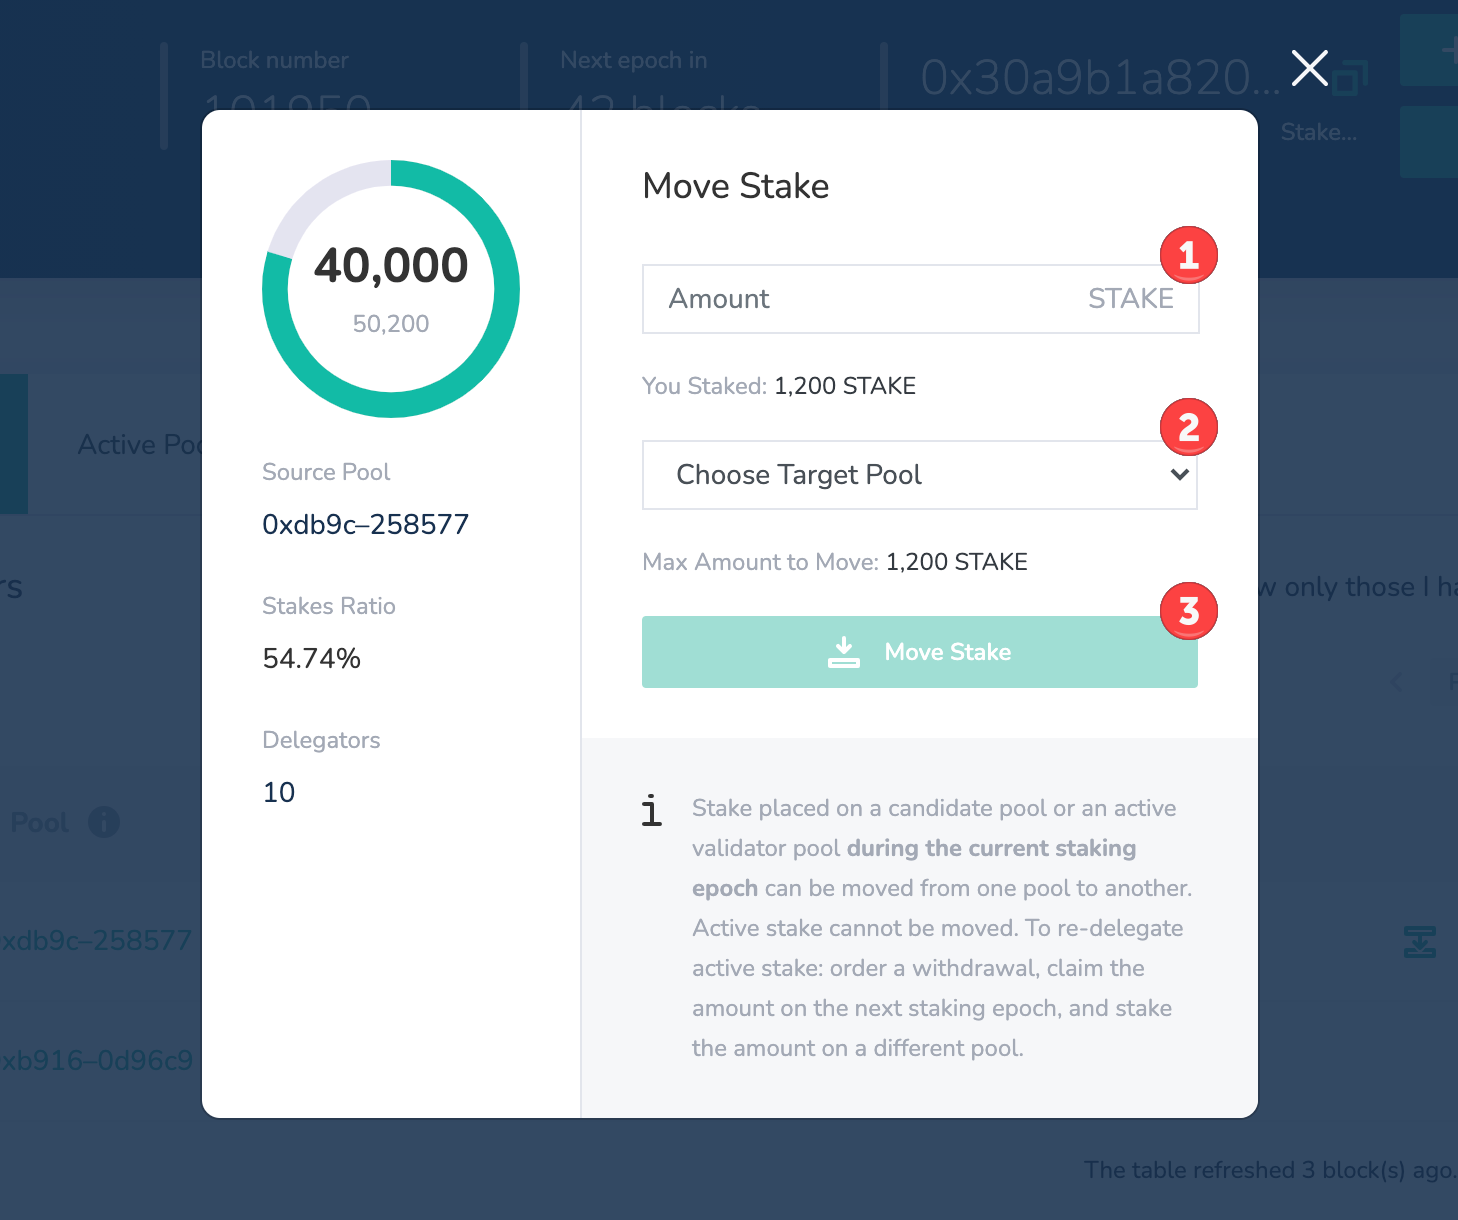 Block number
Next epoch in
0x30a9b1a820...
101950
42 blocks
Stake...
40,000
50,200
Source Pool
0xdb9c–258577
Stakes Ratio
54.74%
Delegators
10
Move Stake
1
Amount
STAKE
You Staked: 1,200 STAKE
2
Choose Target Pool
Max Amount to Move: 1,200 STAKE
3
Move Stake
i
Stake placed on a candidate pool or an active
validator pool during the current staking
epoch can be moved from one pool to another.
Active stake cannot be moved. To re-delegate
active stake: order a withdrawal, claim the
amount on the next staking epoch, and stake
the amount on a different pool.
Active Poo
rs
w only those I ha
Pool
i
xdb9c–258577
xb916–0d96c9
The table refreshed 3 block(s) ago.